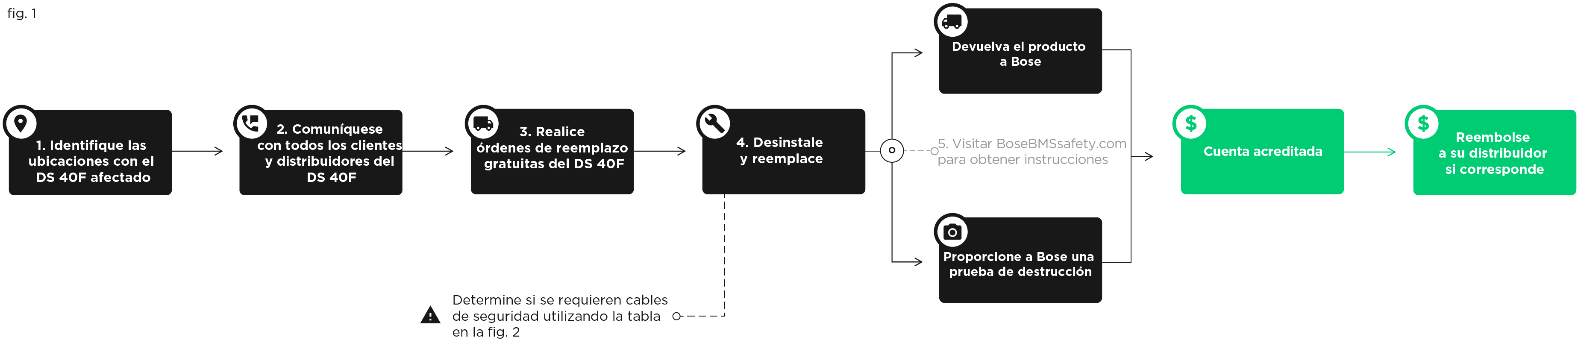 fig. 1
1. Identifique las
ubicaciones con el
DS 40F afectado
2. Comuníquese
con todos los clientes
y distribuidores del
DS 40F
3. Realice
órdenes de reemplazo
gratuitas del DS 40F
4. Desinstale
y reemplace
Determine si se requieren cables
de seguridad utilizando la tabla
en la fig. 2
Devuelva el producto
a Bose
5. Visitar BoseBMSsafety.com
para obtener instrucciones
Proporcione a Bose una
prueba de destrucción
$
Cuenta acreditada
$
Reembolse
a su distribuidor
si corresponde